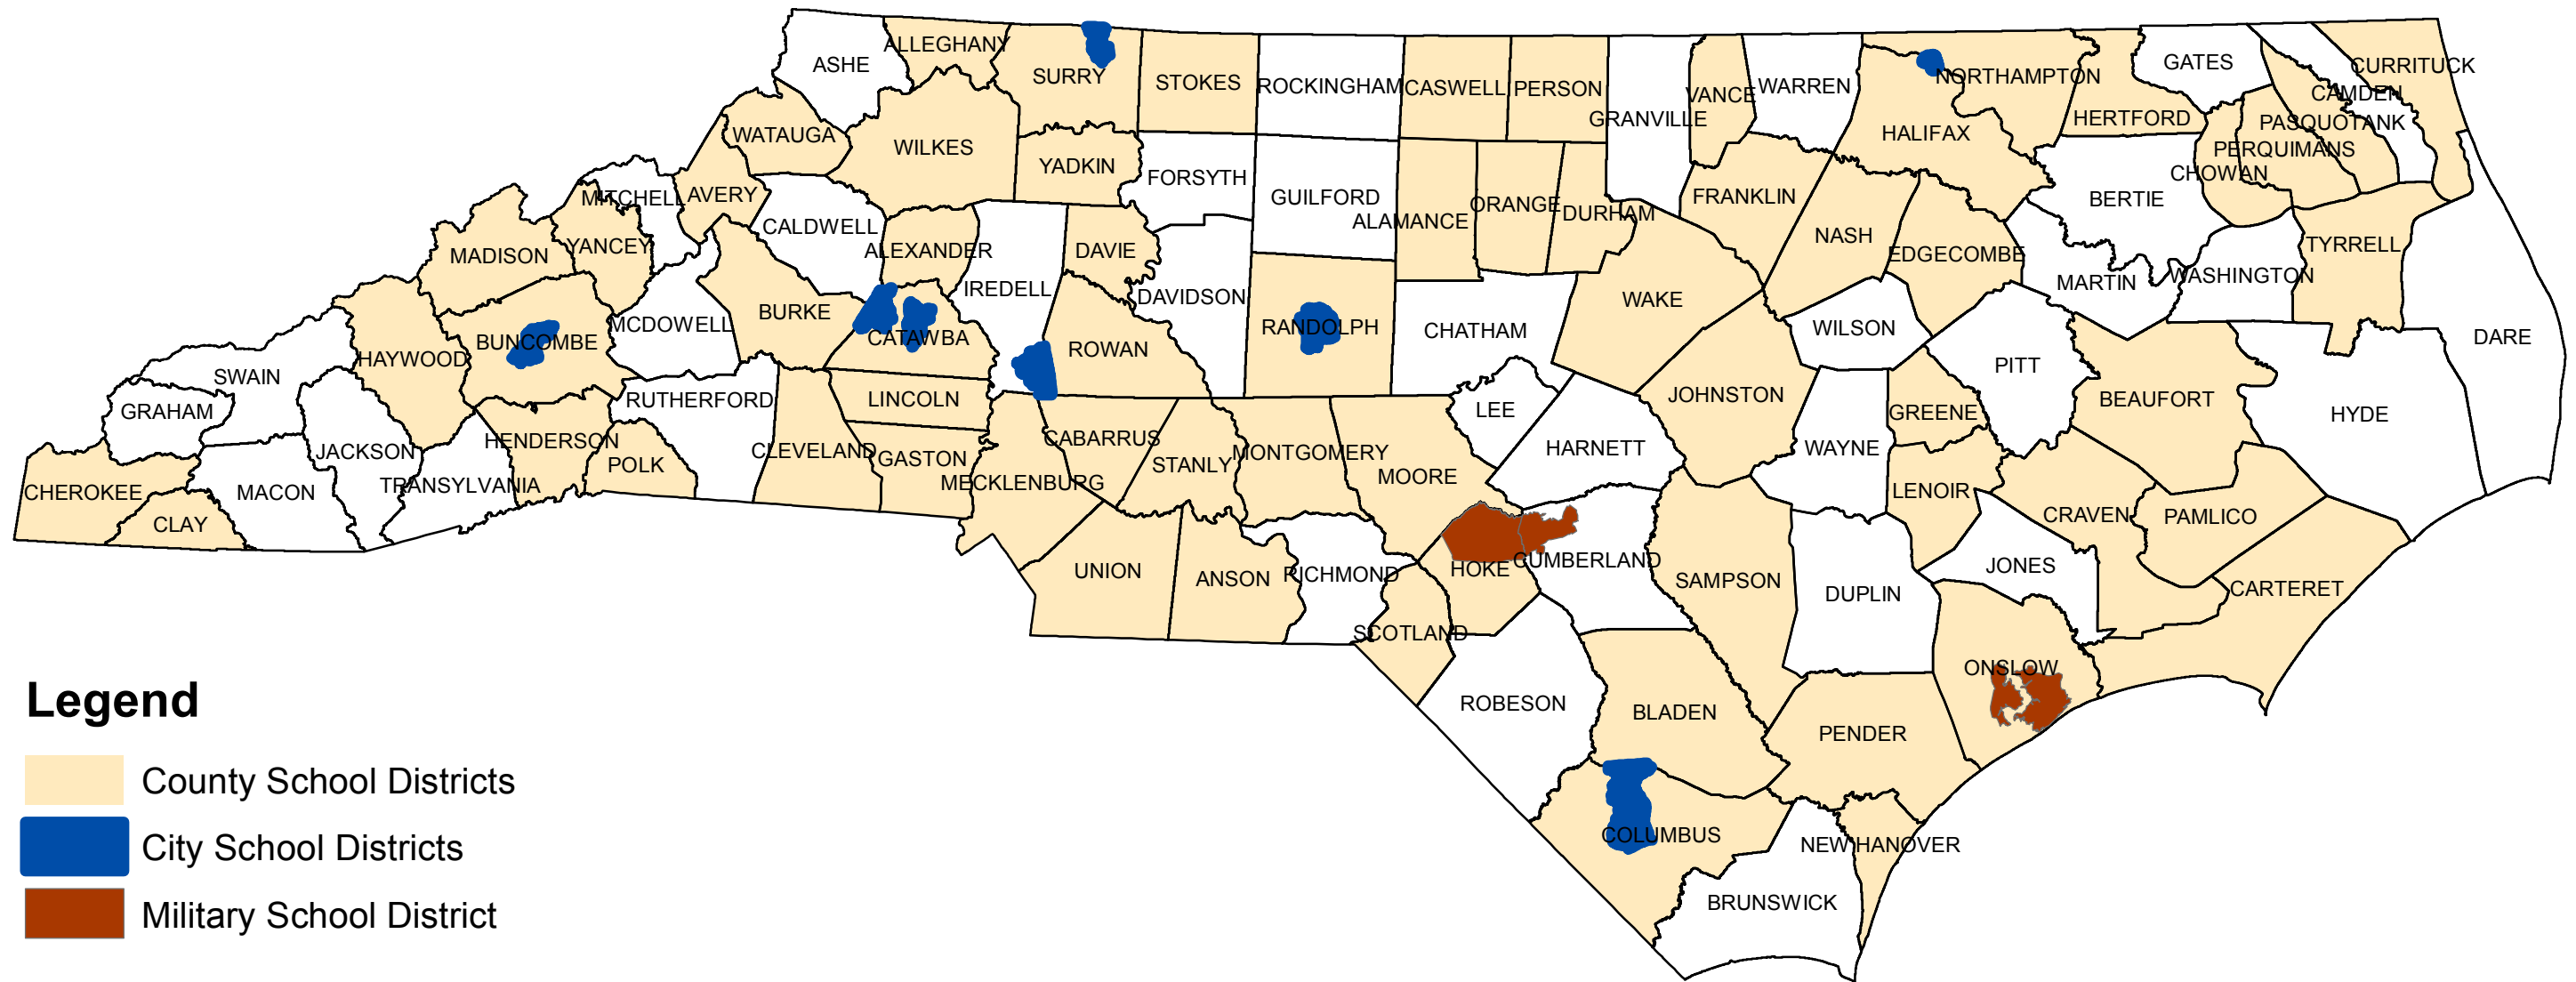 ASHE
ALLEGHANY
SURRY
STOKES
ROCKINGHAM
CASWELL
PERSON
GRANVILLE
VANCE
WARREN
NORTHAMPTON
HALIFAX
HERTFORD
GATES
CURRITUCK
CAMDEN
PASQUOTANK
PERQUIMANS
CHOWAN
WATAUGA
WILKES
YADKIN
FORSYTH
GUILFORD
ALAMANCE
ORANGE
DURHAM
FRANKLIN
NASH
EDGECOMBE
BERTIE
MARTIN
WASHINGTON
TYRRELL
DARE
MITCHELL
AVERY
CALDWELL
ALEXANDER
IREDELL
DAVIE
DAVIDSON
RANDOLPH
CHATHAM
WAKE
WILSON
PITT
MADISON
YANCEY
BUNCOMBE
MCDOWELL
BURKE
CATAWBA
ROWAN
JOHNSTON
GREENE
BEAUFORT
HYDE
SWAIN
HAYWOOD
GRAHAM
JACKSON
HENDERSON
RUTHERFORD
POLK
CLEVELAND
LINCOLN
GASTON
MECKLENBURG
CABARRUS
STANLY
MONTGOMERY
MOORE
LEE
HARNETT
WAYNE
LENOIR
CRAVEN
PAMLICO
CHEROKEE
CLAY
MACON
TRANSYLVANIA
UNION
ANSON
RICHMOND
SCOTLAND
HOKE
CUMBERLAND
SAMPSON
DUPLIN
JONES
CARTERET
ONSLOW
ROBESON
BLADEN
PENDER
COLUMBUS
NEW HANOVER
BRUNSWICK
Legend
County School Districts
City School Districts
Military School District